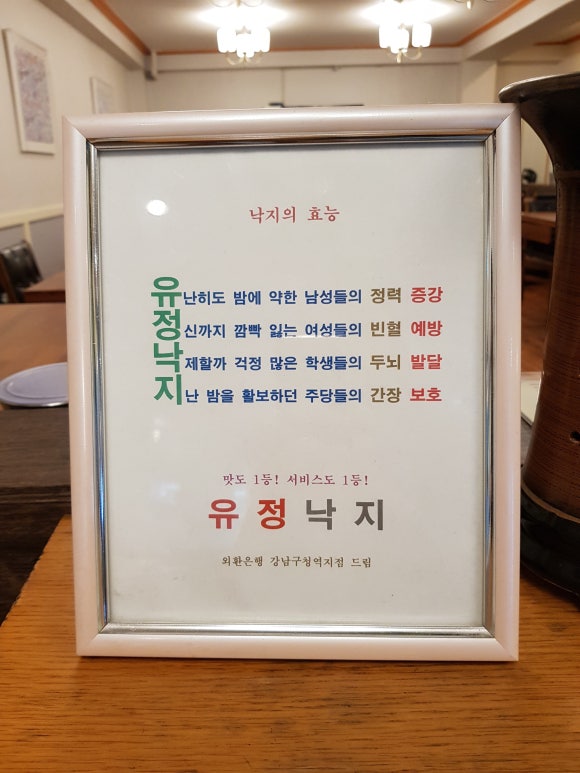 낙지의 효능
유난히도 밤에 약한 남성들의 정력 증강
정신까지 깜빡 잃는 여성들의 빈혈 예방
낙제할까 걱정 많은 학생들의 두뇌 발달
지난 밤을 활보하던 주당들의 간장 보호
맛도 1등! 서비스도 1등!
유정낙지
외환은행 강남구청역지점 드림